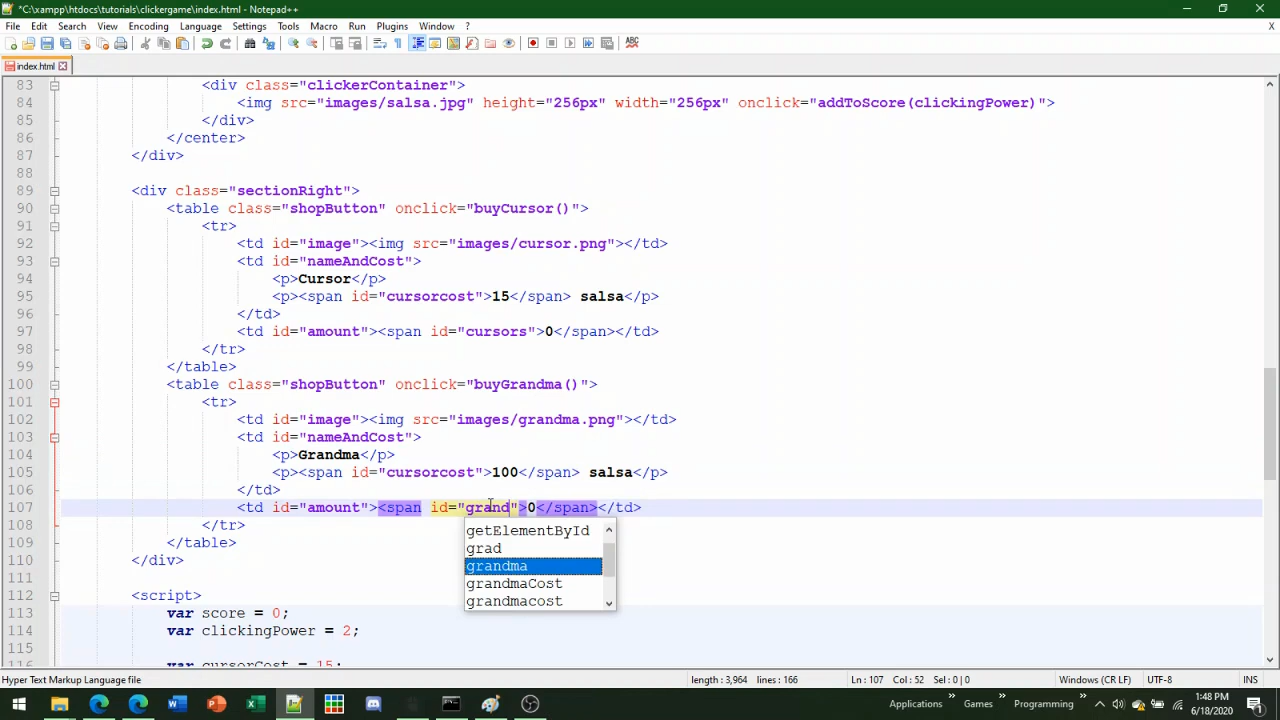 *C:\xampp\htdocs\tutorials\clickergame\index.html - Notepad++
File Edit Search View Encoding Language Settings Tools Macro Run Plugins Window ? X
index.html
83 <div class="clickerContainer">
84 <img src="images/salsa.jpg" height="256px" width="256px" onclick="addToScore(clickingPower)">
85 </div>
86 </center>
87 </div>
88
89 <div class="sectionRight">
90 <table class="shopButton" onclick="buyCursor()">
91 <tr>
92 <td id="image"><img src="images/cursor.png"></td>
93 <td id="nameAndCost">
94 <p>Cursor</p>
95 <p><span id="cursorcost">15</span> salsa</p>
96 </td>
97 <td id="amount"><span id="cursors">0</span></td>
98 </tr>
99 </table>
100 <table class="shopButton" onclick="buyGrandma()">
101 <tr>
102 <td id="image"><img src="images/grandma.png"></td>
103 <td id="nameAndCost">
104 <p>Grandma</p>
105 <p><span id="cursorcost">100</span> salsa</p>
106 </td>
107 <td id="amount"><span id="grand">0</span></td>
108 </tr>
109 </table>
110 </div>
111
112 <script>
113 var score = 0;
114 var clickingPower = 2;
115
116 var cursorCost = 15;
getElementById
grad
grandma
grandmaCost
grandmacost
Hyper Text Markup Language file length : 3,964 lines : 166 Ln : 107 Col : 52 Sel : 0 | 0 Windows (CR LF) UTF-8 INS
Applications » Games » Programming » 1:48 PM
6/18/2020